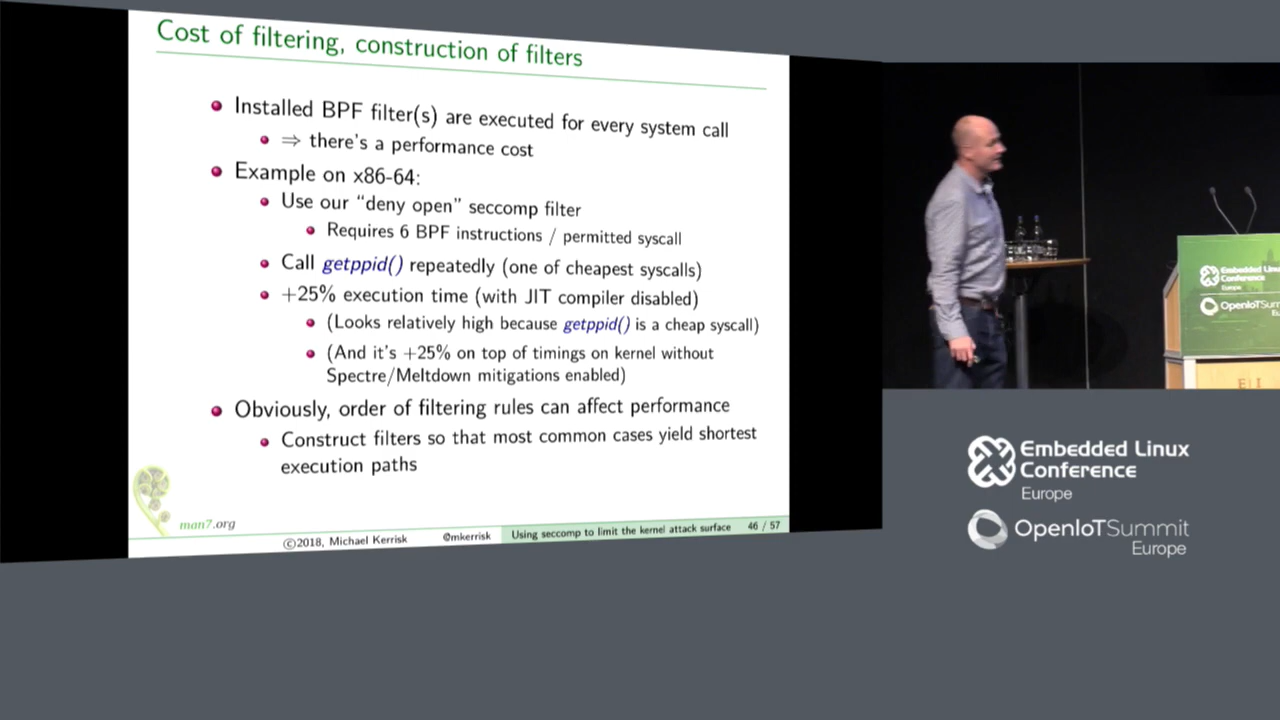 Cost of filtering, construction of filters
Installed BPF filter(s) are executed for every system call
⇒ there's a performance cost
Example on x86-64:
Use our “deny open” seccomp filter
Requires 6 BPF instructions / permitted syscall
Call getppid() repeatedly (one of cheapest syscalls)
+25% execution time (with JIT compiler disabled)
(Looks relatively high because getppid() is a cheap syscall)
(And it's +25% on top of timings on kernel without
Spectre/Meltdown mitigations enabled)
Obviously, order of filtering rules can affect performance
Construct filters so that most common cases yield shortest
execution paths
man7.org
©2018, Michael Kerrisk @mkerrisk Using seccomp to limit the kernel attack surface 46 / 57
Embedded Linux
Conference
Europe
OpenIoTSummit
Europe
Embedded
Conference
Europe